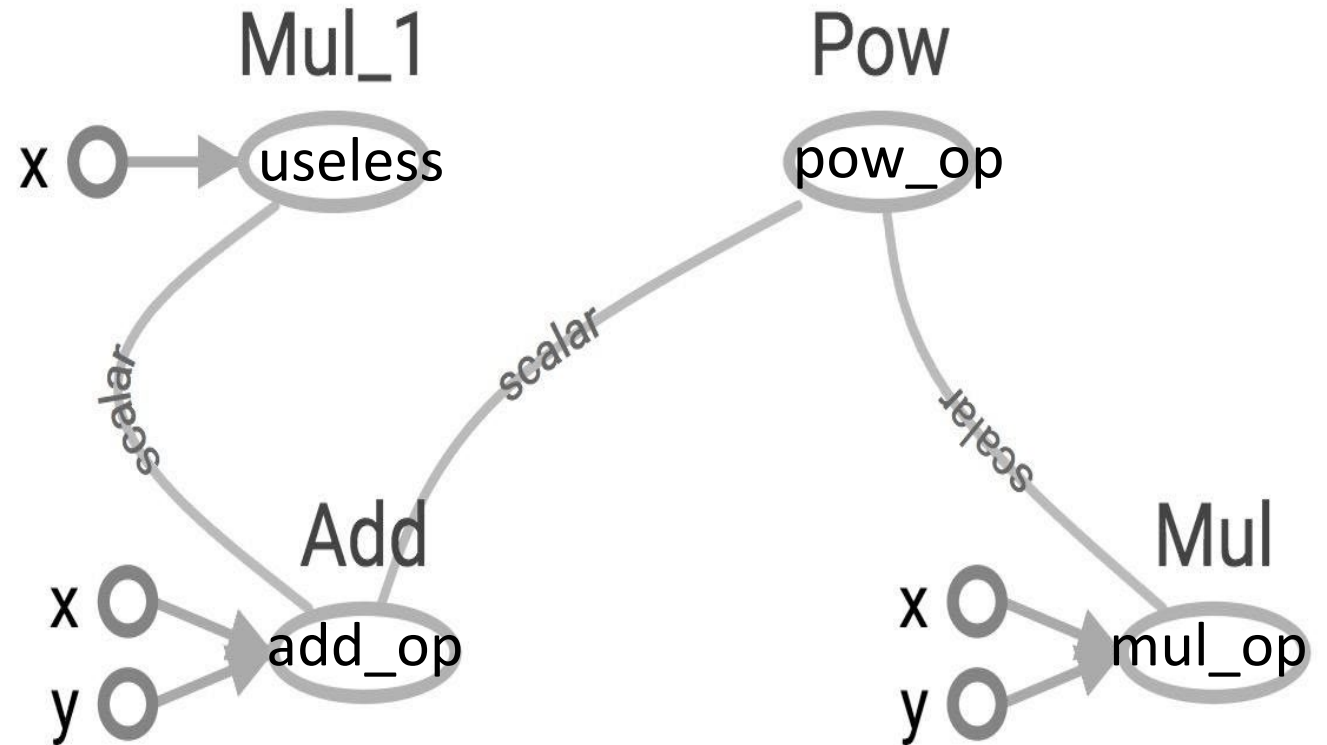 Mul_1
Pow
x
useless
pow_op
scalar
scalar
scalar
Add
Mul
x
add_op
y
x
mul_op
y